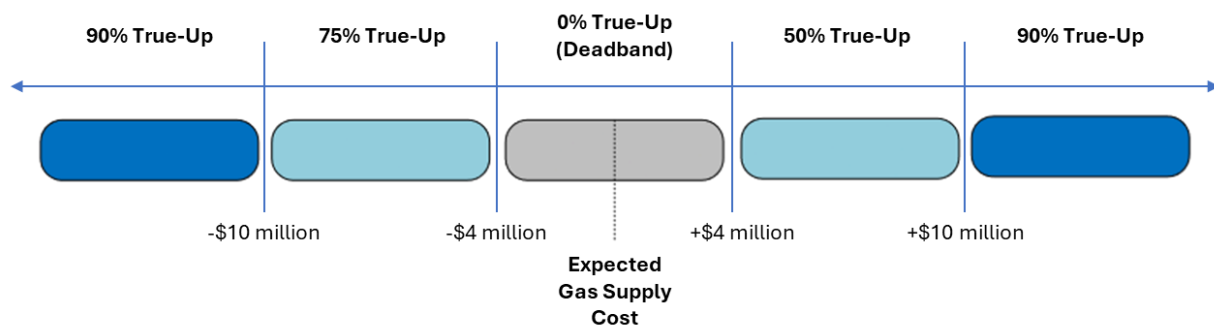 90% True-Up
75% True-Up
0% True-Up
(Deadband)
50% True-Up
90% True-Up
-$10 million
-$4 million
+$4 million
+$10 million
Expected
Gas Supply
Cost